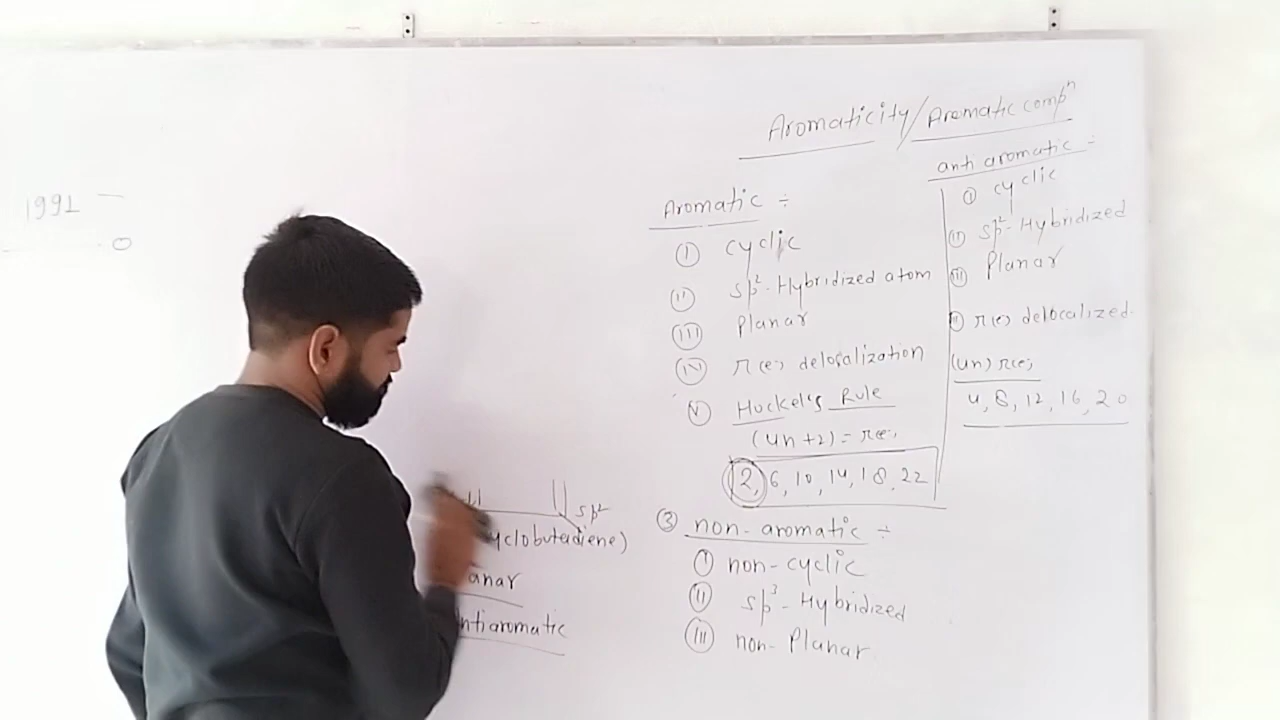 Aromaticity/Aromatic compⁿ
1991 —
0
Aromatic ÷
(I) cyclic
(II) sp²-Hybridized atom
(III) Planar
(IV) π(e⁻) delocalization
(V) Huckel's Rule
(4n+2) = πe⁻
2, 6, 10, 14, 18, 22
anti aromatic ÷
(I) cyclic
(II) sp²-Hybridized
(III) Planar
π(e) delocalized.
(4n) π(e⁻)
4, 8, 12, 16, 20
③ non-aromatic ÷
(I) non-cyclic
(II) sp³-Hybridized
(III) non-Planar
sp²
yclobutadiene)
anar
ntiaromatic